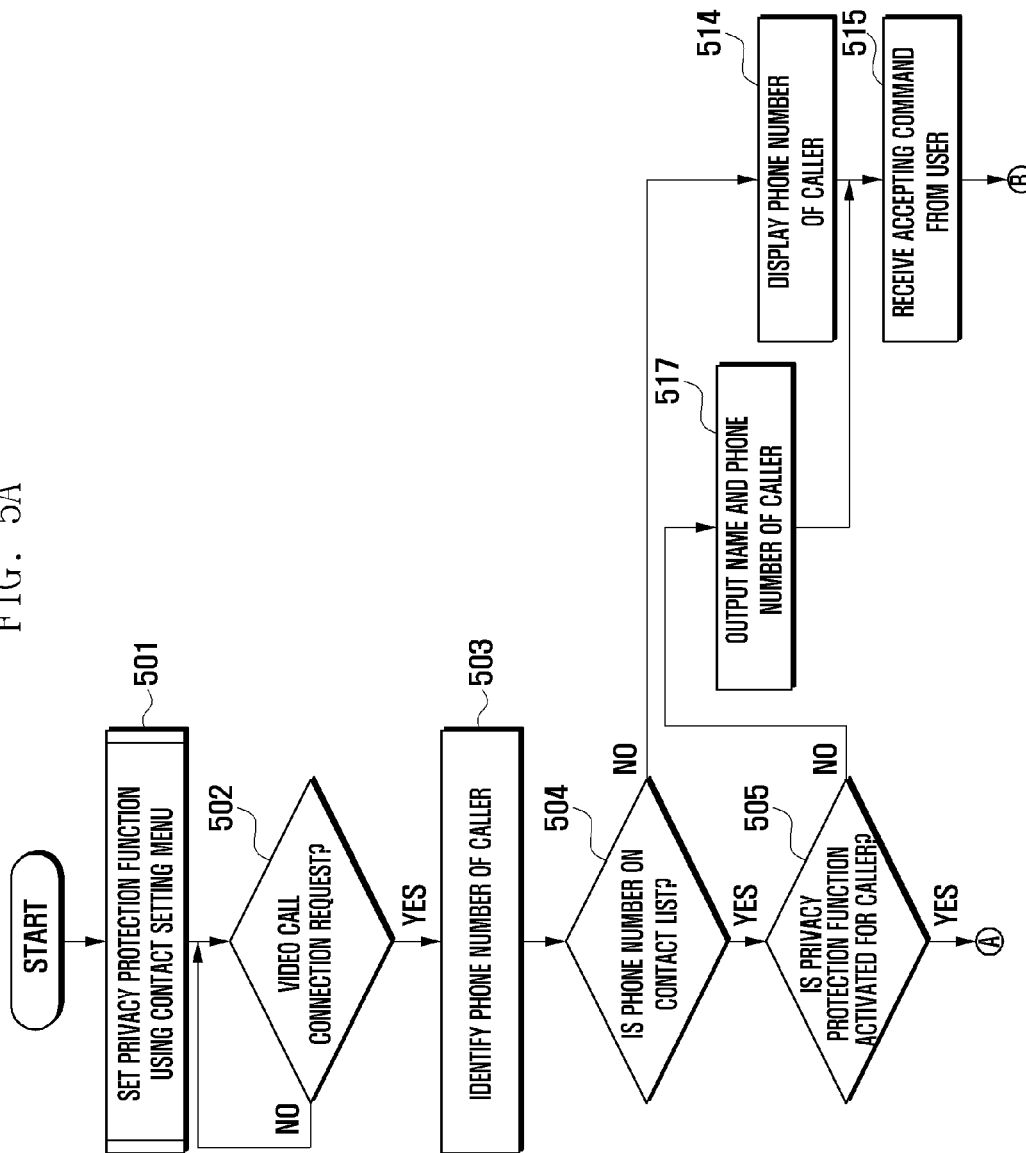 FIG. 5A
START
501
SET PRIVACY PROTECTION FUNCTION
USING CONTACT SETTING MENU
502
VIDEO CALL
CONNECTION REQUEST?
NO
YES
503
IDENTIFY PHONE NUMBER OF CALLER
504
IS PHONE NUMBER ON
CONTACT LIST?
NO
YES
505
IS PRIVACY
PROTECTION FUNCTION
ACTIVATED FOR CALLER?
NO
YES
A
517
OUTPUT NAME AND PHONE
NUMBER OF CALLER
514
DISPLAY PHONE NUMBER
OF CALLER
515
RECEIVE ACCEPTING COMMAND
FROM USER
B